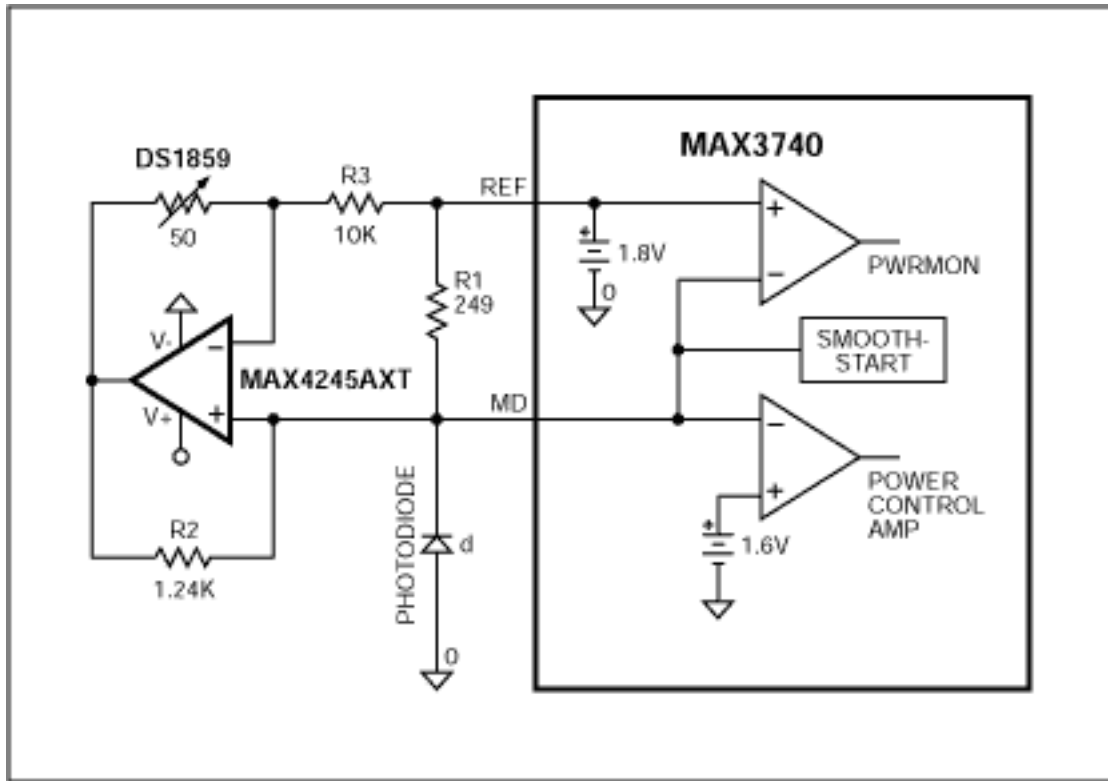 MAX3740
DS1859
50
R3
10K
REF
1.8V
0
+
−
PWRMON
R1
249
SMOOTH-
START
V-
V+
−
+
MAX4245AXT
MD
−
+
POWER
CONTROL
AMP
1.6V
R2
1.24K
PHOTODIODE
d
0